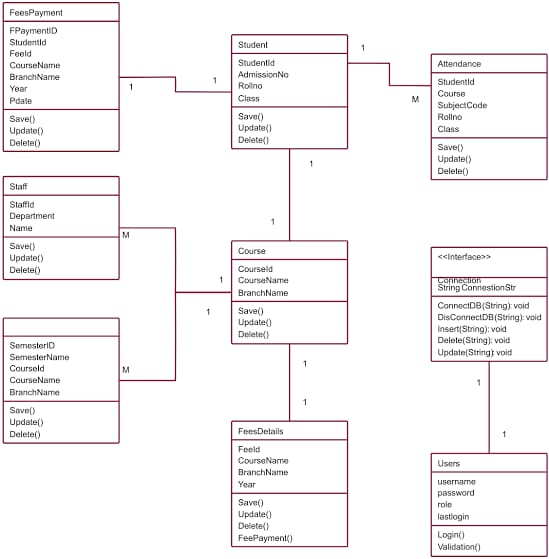 FeesPayment
FPaymentID
StudentId
FeeId
CourseName
BranchName
Year
Pdate
Save()
Update()
Delete()
1
1
Student
StudentId
AdmissionNo
Rollno
Class
Save()
Update()
Delete()
1
M
Attendance
StudentId
Course
SubjectCode
Rollno
Class
Save()
Update()
Delete()
1
1
Staff
StaffId
Department
Name
Save()
Update()
Delete()
M
1
1
Course
CourseId
CourseName
BranchName
Save()
Update()
Delete()
<<Interface>>
Connection
String ConnestionStr
ConnectDB(String): void
DisConnectDB(String): void
Insert(String): void
Delete(String): void
Update(String): void
SemesterID
SemesterName
CourseId
CourseName
BranchName
Save()
Update()
Delete()
M
1
1
FeesDetails
FeeId
CourseName
BranchName
Year
Save()
Update()
Delete()
FeePayment()
1
1
Users
username
password
role
lastlogin
Login()
Validation()